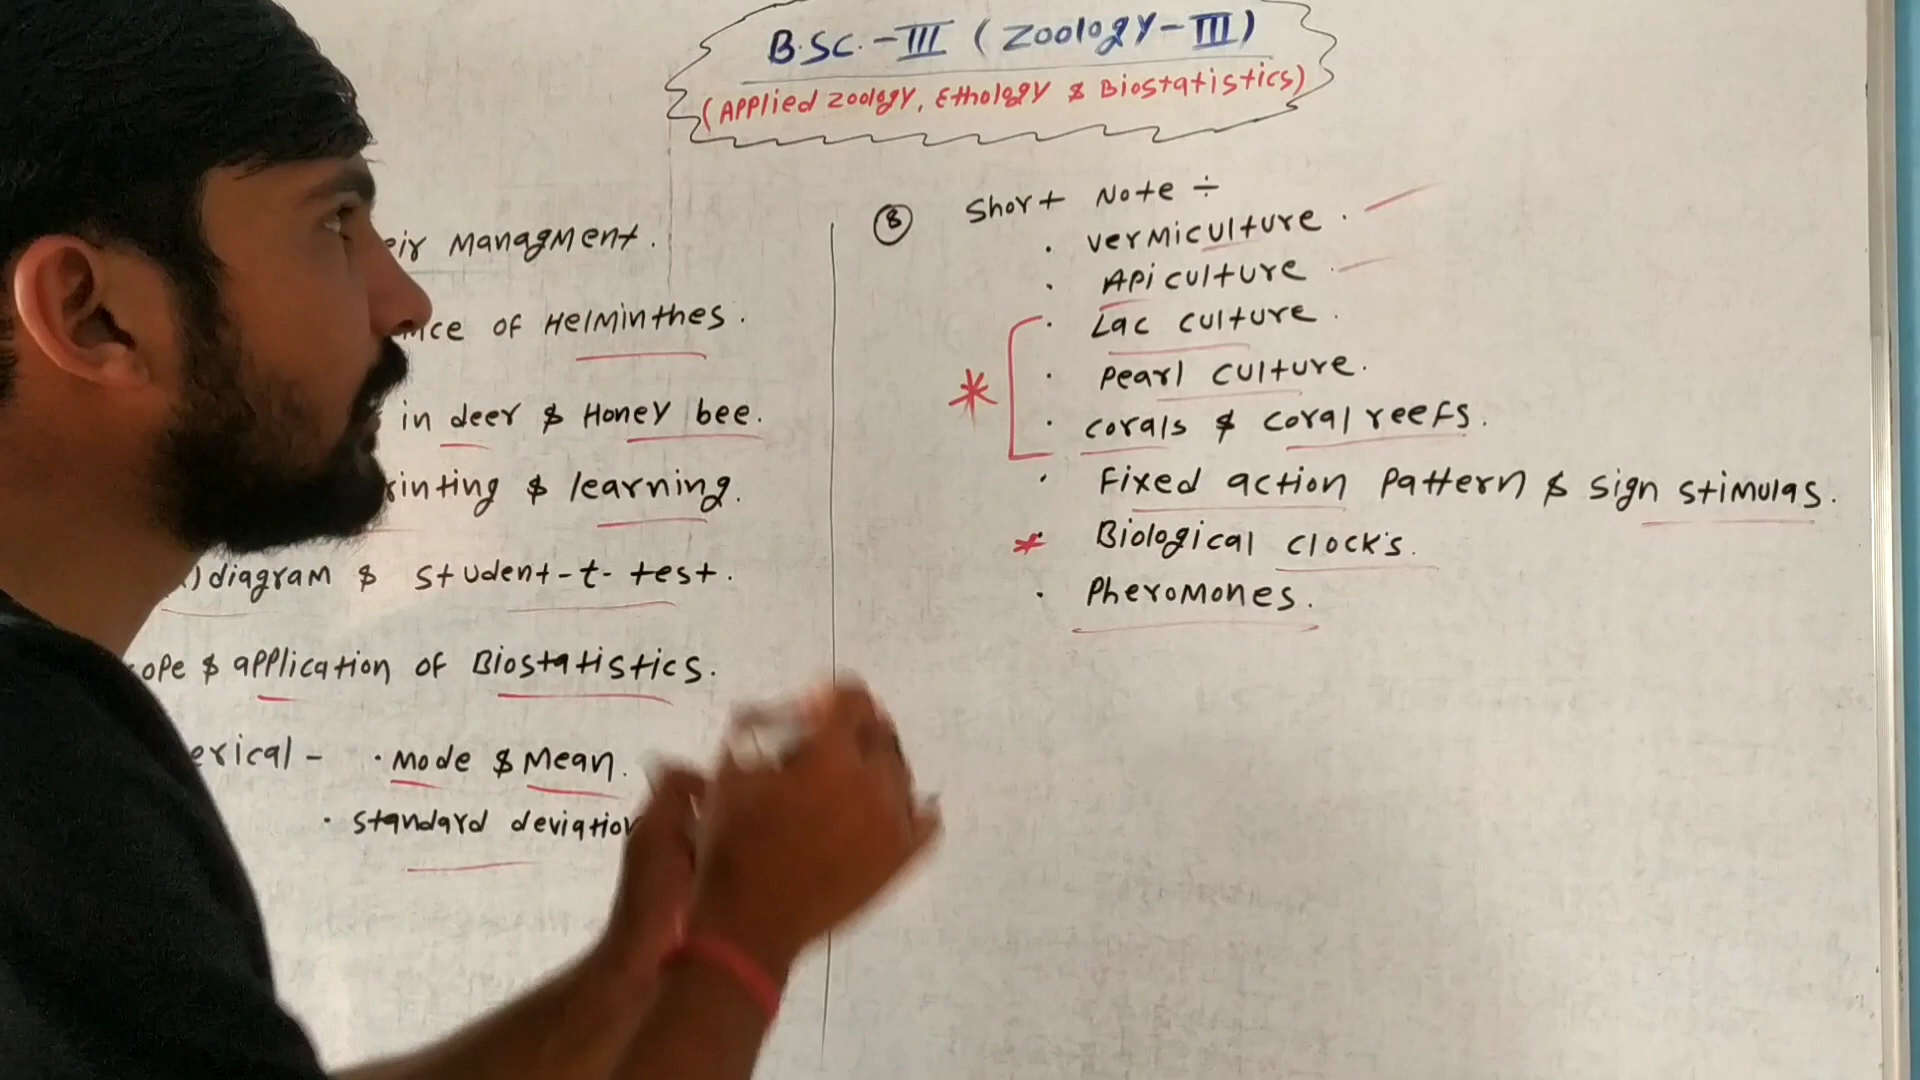 B.SC.-III (Zoology-III)
(Applied zoology, Ethology & Biostatistics)
Managment.
of Helminthes.
in deer & Honey bee.
& learning.
diagram & student-t-test.
& application of Biostatistics.
• Mode & Mean.
• standard
⑧ Short Note ÷
• vermiculture.
• Apiculture
• Lac culture.
* • Pearl culture.
• corals & coral reefs.
• Fixed action Pattern & sign stimulas.
* Biological clock's.
• Pheromones.